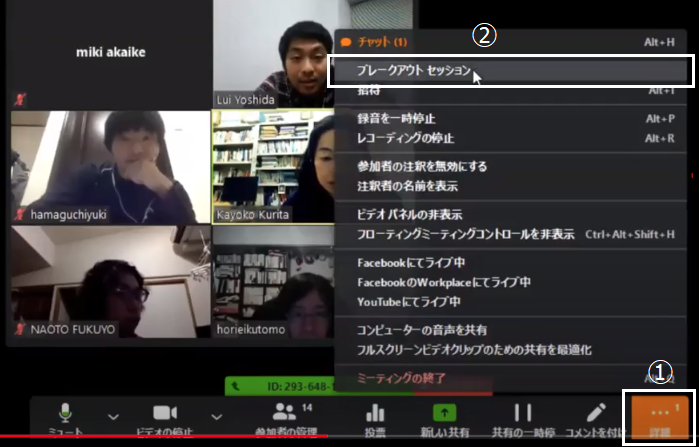 ②
miki akaike
チャット (1) Alt+H
Lui Yoshida
ブレークアウト セッション
招待 Alt+I
録音を一時停止 Alt+P
レコーディングの停止 Alt+R
参加者の注釈を無効にする
注釈者の名前を表示
hamaguchiyuki
Kayoko Kurita
ビデオ パネルの非表示
フローティングミーティングコントロールを非表示 Ctrl+Alt+Shift+H
Facebookにてライブ中
FacebookのWorkplaceにてライブ中
YouTubeにてライブ中
NAOTO FUKUYO
horieikutomo
コンピューターの音声を共有
フルスクリーンビデオクリップのための共有を最適化
ミーティングの終了 Alt+Q
①
ID: 293-648-
ミュート
ビデオの停止
参加者の管理 14
投票
新しい共有
共有の一時停
コメントを付け
詳細 1